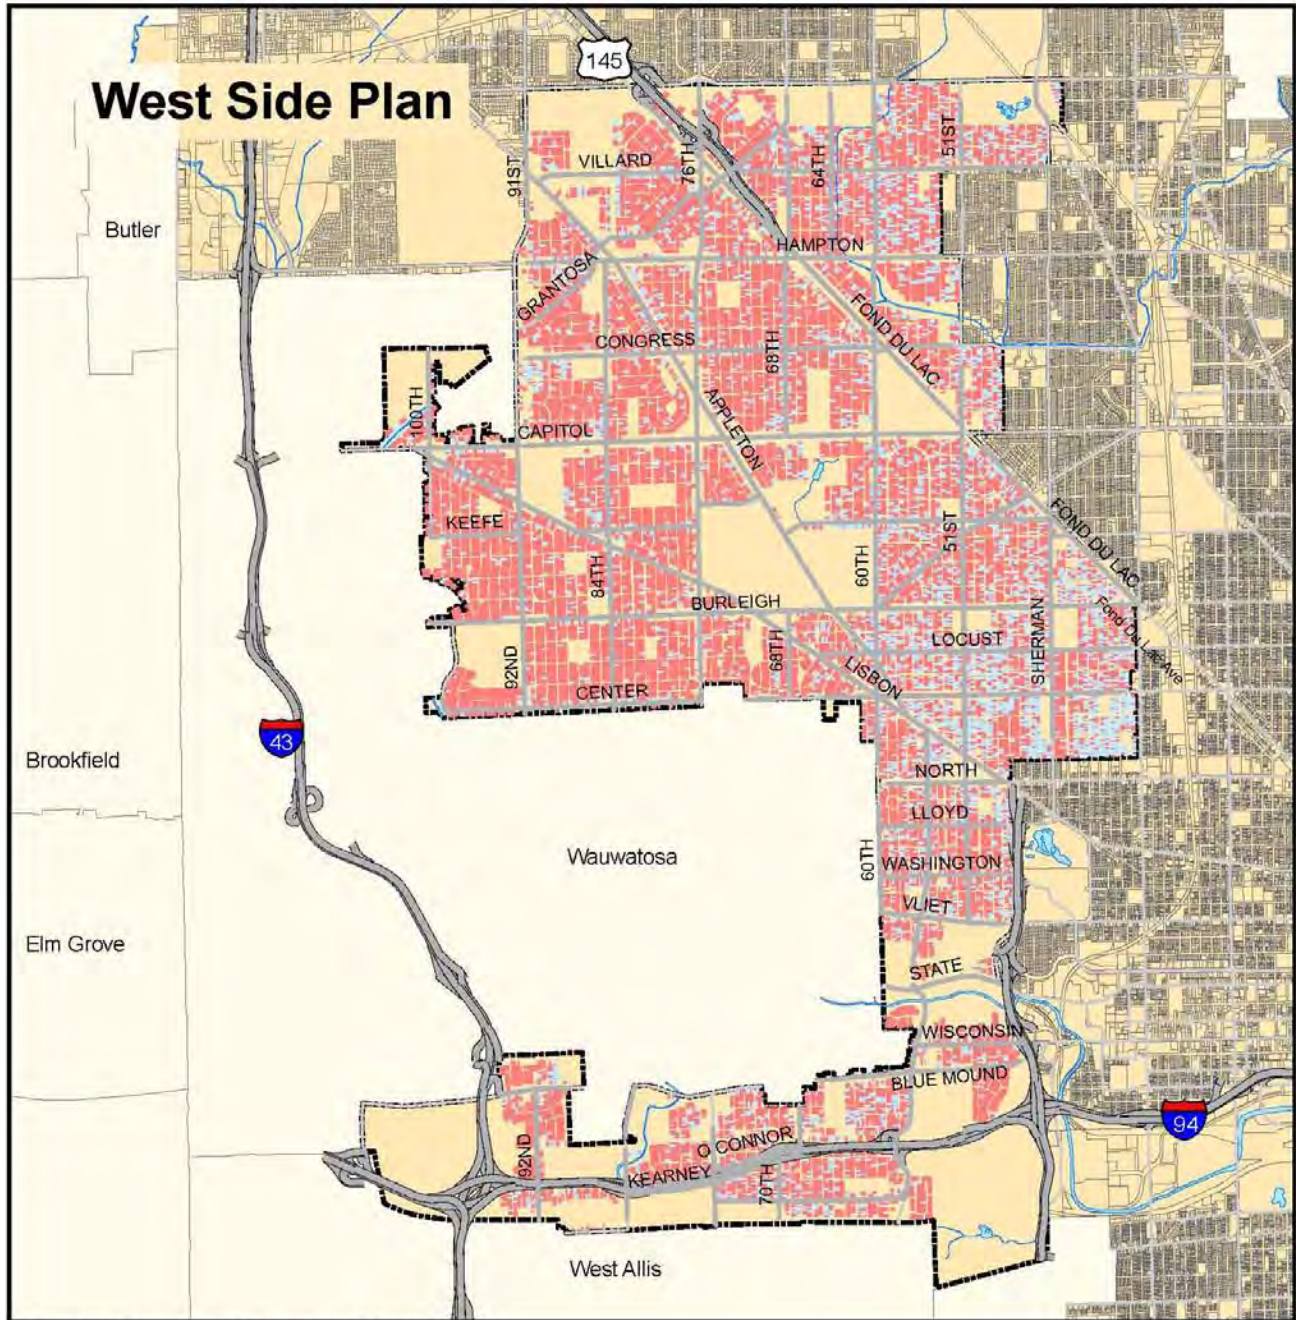 145
West Side Plan
51ST
76TH
64TH
VILLARD
91ST
Butler
HAMPTON
GRANTOSA
FOND DU LAC
CONGRESS
68TH
100TH
APPLETON
CAPITOL
KEEFE
51ST
FOND DU LAC
60TH
84TH
BURLEIGH
Fond Du Lac Ave
LOCUST
SHERMAN
68TH
92ND
LISBON
CENTER
43
Brookfield
NORTH
LLOYD
Wauwatosa
60TH
WASHINGTON
VLIET
Elm Grove
STATE
WISCONSIN
BLUE MOUND
94
O CONNOR
92ND
KEARNEY
70TH
West Allis